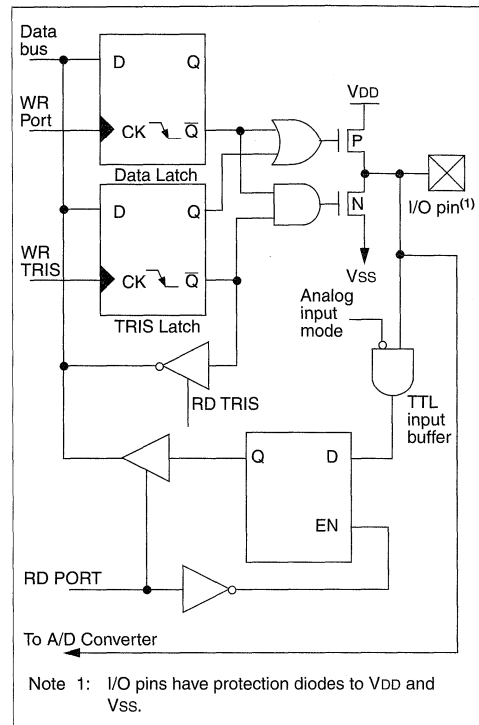 Data
bus
D Q
VDD
WR
Port
CK Q
P
Data Latch
I/O pin(1)
D Q
N
WR
TRIS
CK Q
VSS
TRIS Latch
Analog
input
mode
RD TRIS
TTL
input
buffer
Q D
EN
RD PORT
To A/D Converter
Note 1: I/O pins have protection diodes to VDD and
VSS.